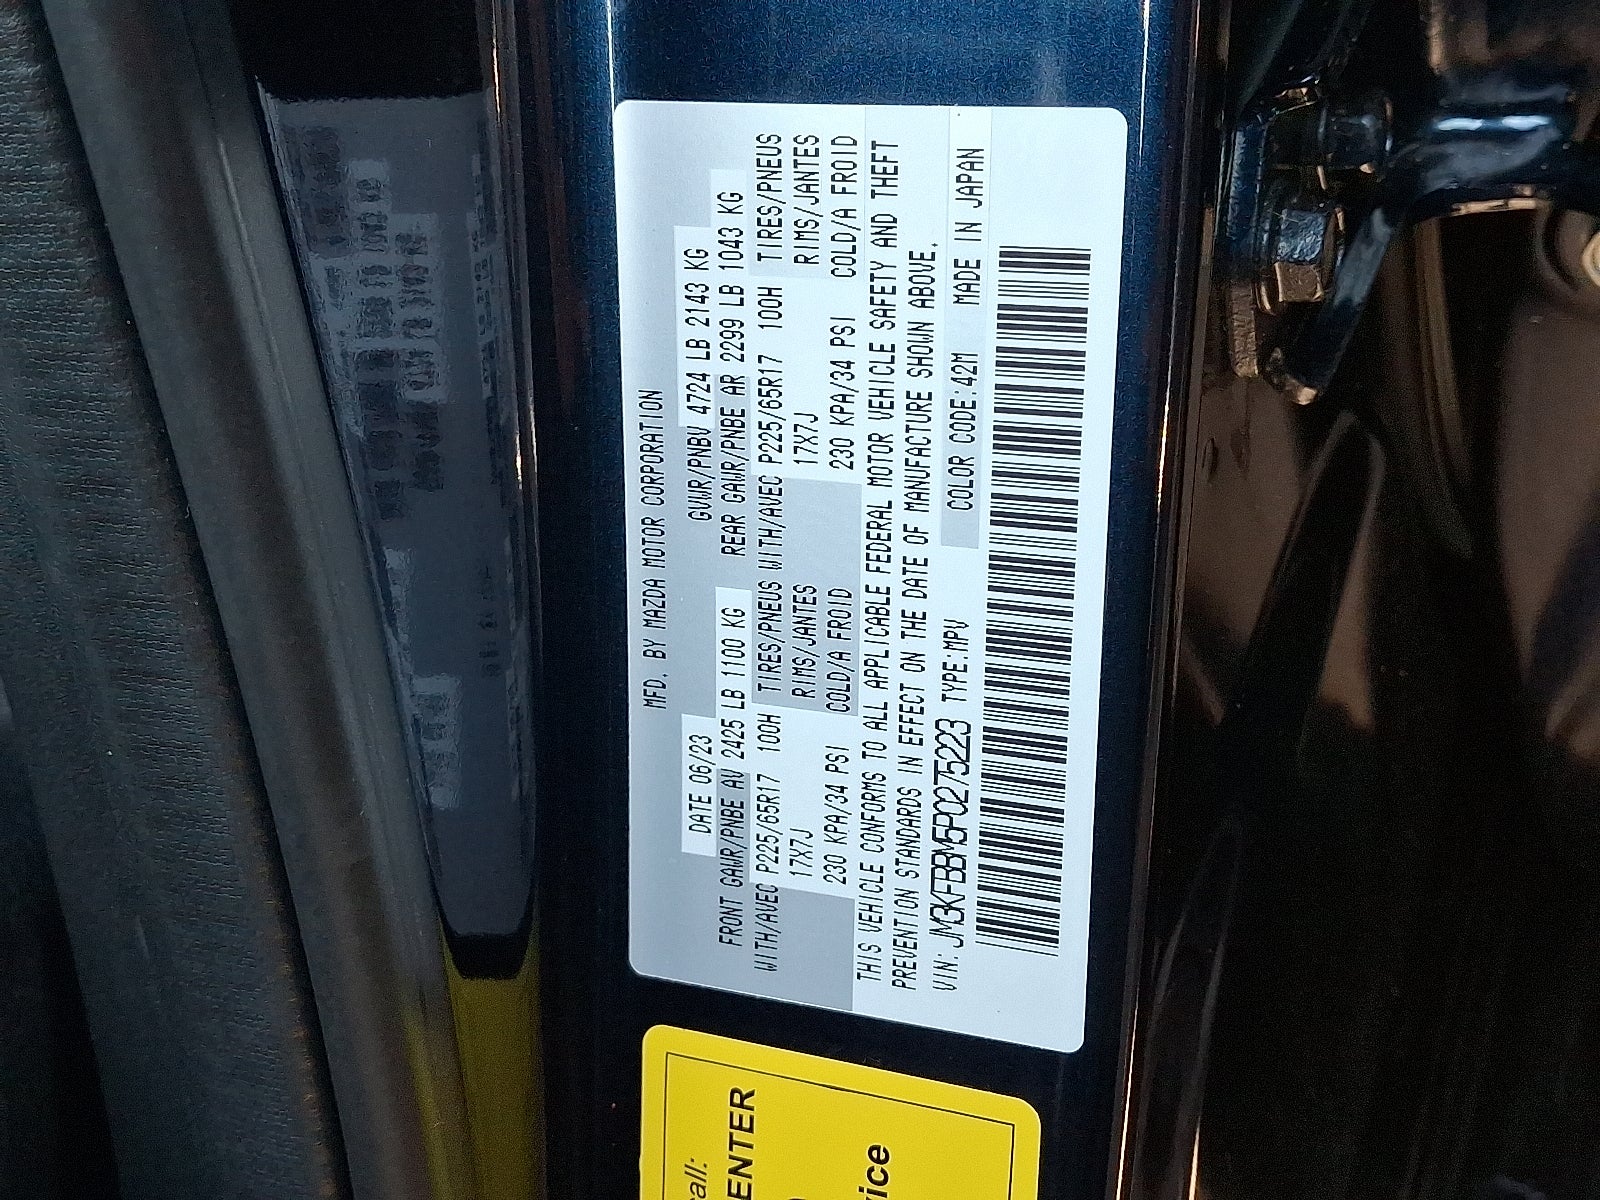 MFD. BY MAZDA MOTOR CORPORATION
DATE 06/23 GVWR/PNBV 4724 LB 2143 KG
FRONT GAWR/PNBE AV 2425 LB 1100 KG REAR GAWR/PNBE AR 2299 LB 1043 KG
WITH/AVEC P225/65R17 100H TIRES/PNEUS WITH/AVEC P225/65R17 100H TIRES/PNEUS
17X7J RIMS/JANTES 17X7J RIMS/JANTES
230 KPA/34 PSI COLD/A FROID 230 KPA/34 PSI COLD/A FROID
THIS VEHICLE CONFORMS TO ALL APPLICABLE FEDERAL MOTOR VEHICLE SAFETY AND THEFT
PREVENTION STANDARDS IN EFFECT ON THE DATE OF MANUFACTURE SHOWN ABOVE.
VIN: JM3KFBBM5P0275223 TYPE:MPV COLOR CODE:42M MADE IN JAPAN
all:
ENTER
ice